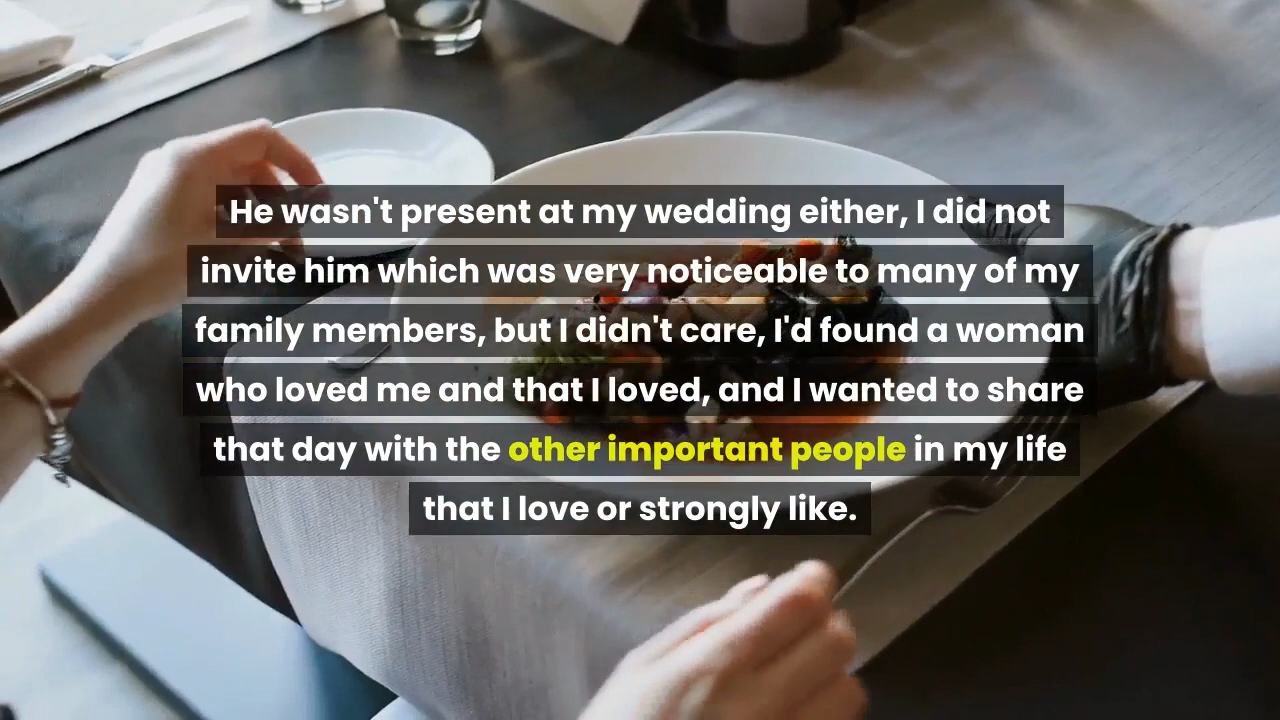 He wasn't present at my wedding either, I did not
invite him which was very noticeable to many of my
family members, but I didn't care, I'd found a woman
who loved me and that I loved, and I wanted to share
that day with the other important people in my life
that I love or strongly like.